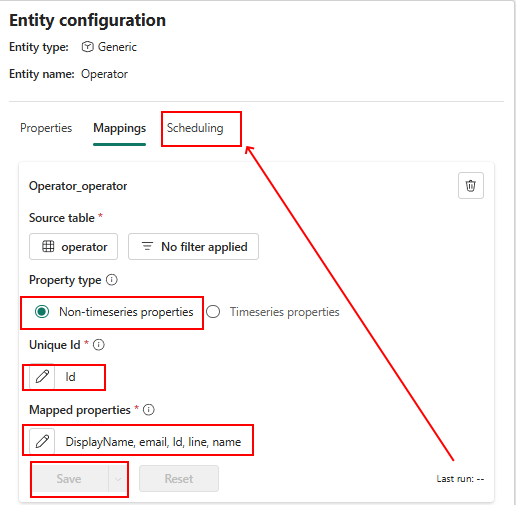 Entity configuration
Entity type: Generic
Entity name: Operator
Properties Mappings Scheduling
Operator_operator
Source table *
operator No filter applied
Property type
Non-timeseries properties Timeseries properties
Unique Id *
Id
Mapped properties *
DisplayName, email, Id, line, name
Save Reset Last run: --